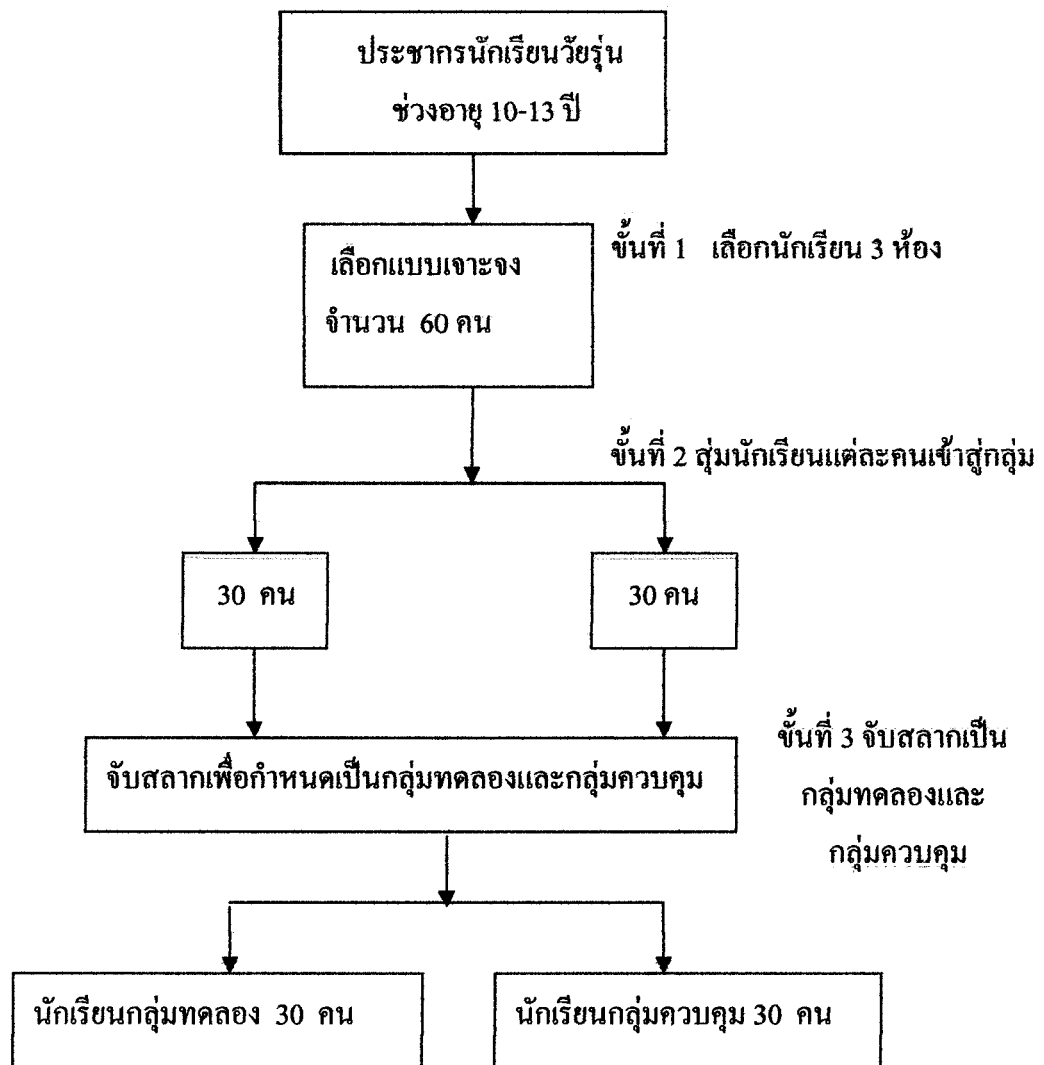 ประชากรนักเรียนวัยรุ่น
ช่วงอายุ 10-13 ปี
ขั้นที่ 1 เลือกนักเรียน 3 ห้อง
เลือกแบบเจาะจง
จำนวน 60 คน
ขั้นที่ 2 สุ่มนักเรียนแต่ละคนเข้าสู่กลุ่ม
30 คน
30 คน
ขั้นที่ 3 จับสลากเป็น
กลุ่มทดลองและ
กลุ่มควบคุม
จับสลากเพื่อกำหนดเป็นกลุ่มทดลองและกลุ่มควบคุม
นักเรียนกลุ่มทดลอง 30 คน
นักเรียนกลุ่มควบคุม 30 คน